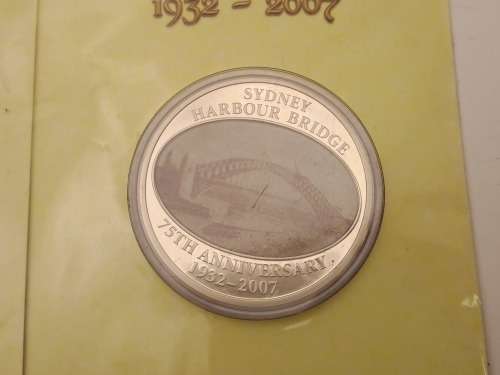 1932 - 2007
SYDNEY
HARBOUR BRIDGE
75TH ANNIVERSARY
1932-2007